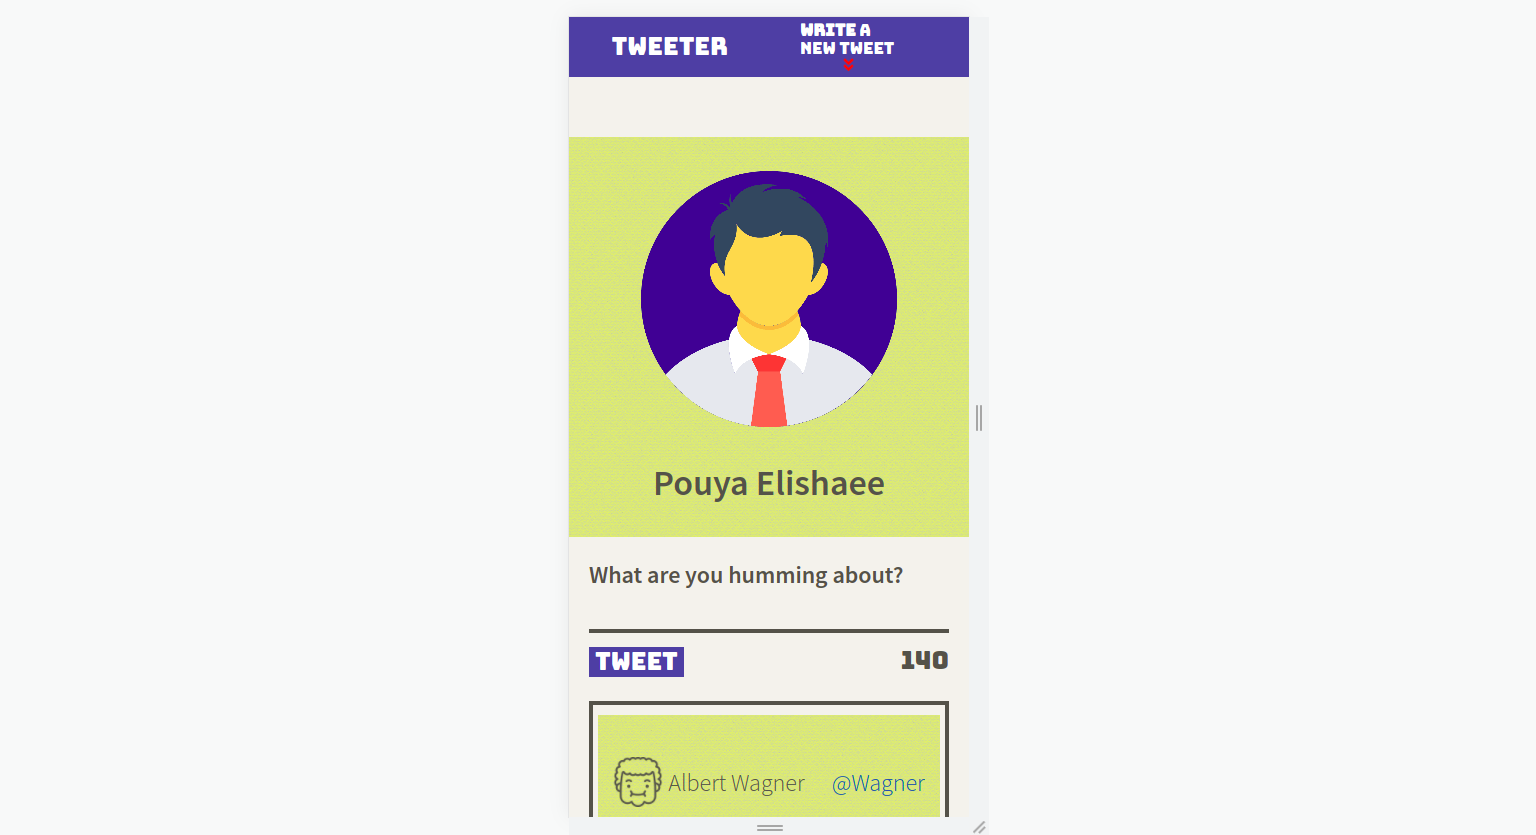 TWEETER
WRITE A
NEW TWEET
Pouya Elishaee
What are you humming about?
TWEET
140
Albert Wagner @Wagner